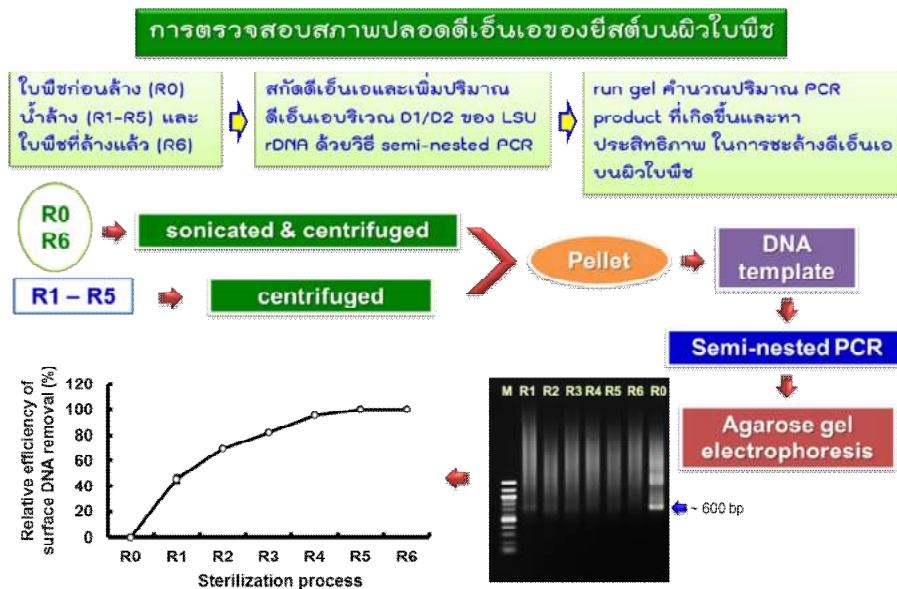 การตรวจสอบสภาพปลอดดีเอ็นเอของยีสต์บนผิวใบพืช
ใบพืชก่อนล้าง (R0)
น้ำล้าง (R1-R5) และ
ใบพืชที่ล้างแล้ว (R6)
สกัดดีเอ็นเอและเพิ่มปริมาณ
ดีเอ็นเอบริเวณ D1/D2 ของ LSU
rDNA ด้วยวิธี semi-nested PCR
run gel คำนวณปริมาณ PCR
product ที่เกิดขึ้นและหา
ประสิทธิภาพ ในการชะล้างดีเอ็นเอ
บนผิวใบพืช
R0
R6
sonicated & centrifuged
R1 – R5
centrifuged
Pellet
DNA
template
Semi-nested PCR
Agarose gel
electrophoresis
M R1 R2 R3 R4 R5 R6 R0
~ 600 bp
Relative efficiency of
surface DNA removal (%)
120
100
80
60
40
20
0
R0 R1 R2 R3 R4 R5 R6
Sterilization process